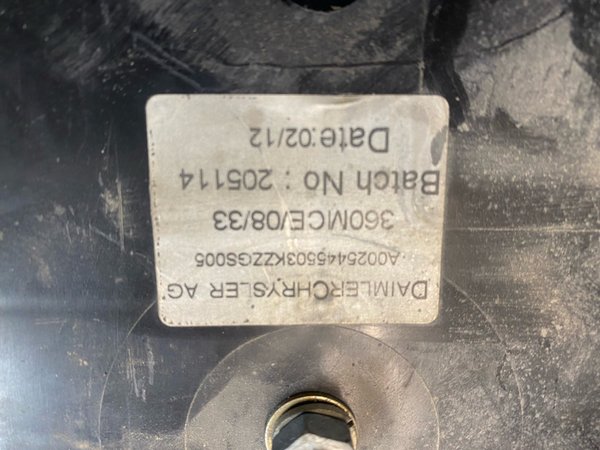 DAIMLERCHRYSLER AG
A0025445503KZZGS005
360MCE/08/33
Batch No : 205114
Date:02/12